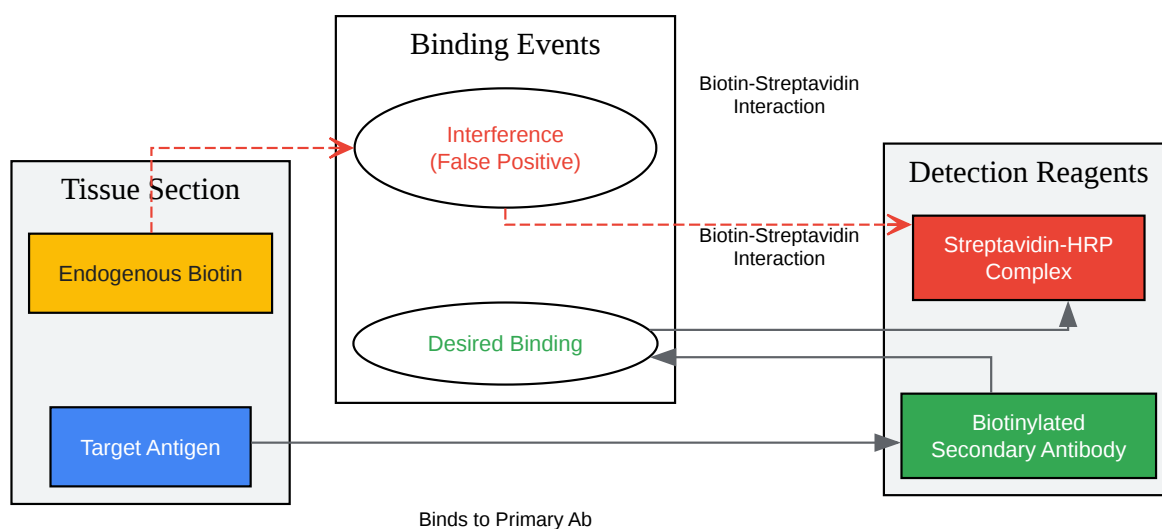 Binding Events
Biotin-Streptavidin
Interaction
Interference
(False Positive)
Tissue Section
Detection Reagents
Endogenous Biotin
Biotin-Streptavidin
Interaction
Streptavidin-HRP
Complex
Desired Binding
Target Antigen
Biotinylated
Secondary Antibody
Binds to Primary Ab